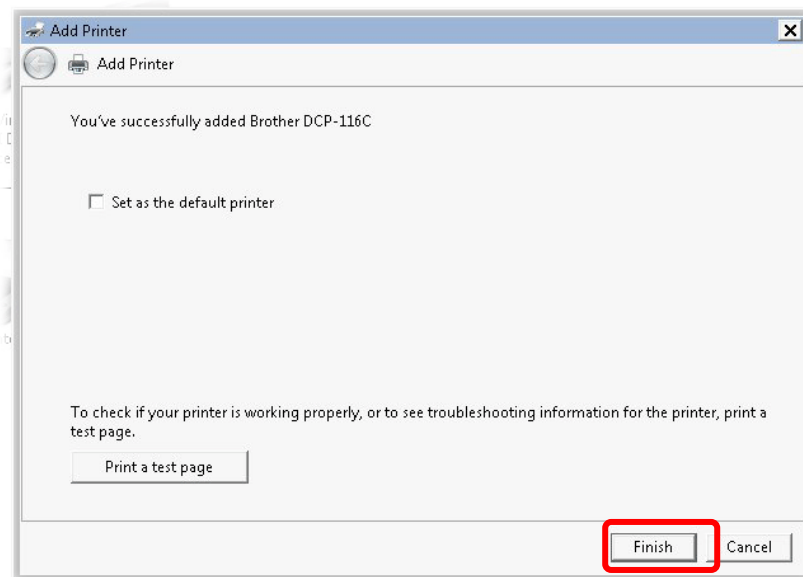 Add Printer
Add Printer
You've successfully added Brother DCP-116C
Set as the default printer
To check if your printer is working properly, or to see troubleshooting information for the printer, print a
test page.
Print a test page
Finish
Cancel